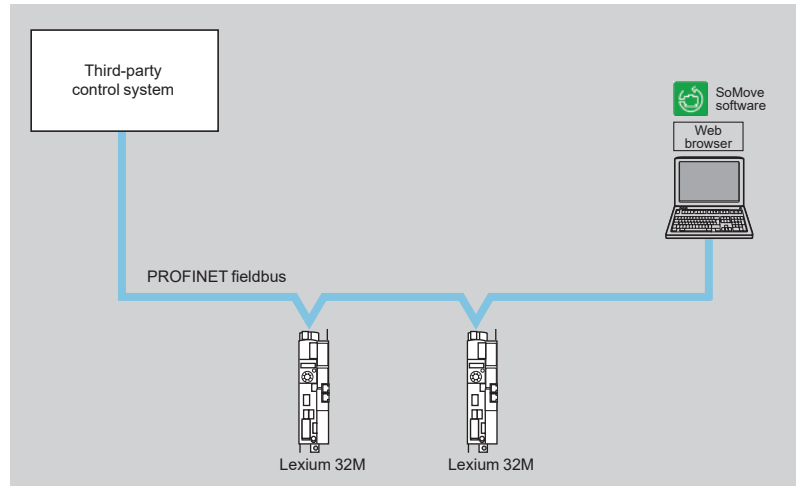 Third-party
control system
SoMove
software
Web
browser
PROFINET fieldbus
Lexium 32M
Lexium 32M